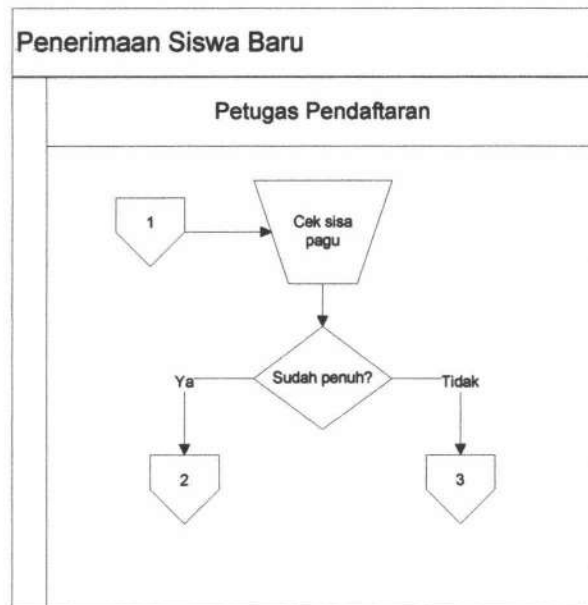 Penerimaan Siswa Baru
Petugas Pendaftaran
1
Cek sisa
pagu
Sudah penuh?
Ya
Tidak
2
3